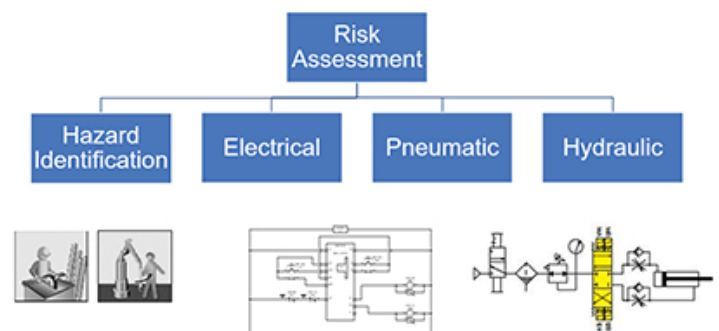 Risk
Assessment
Hazard
Identification
Electrical
Pneumatic
Hydraulic